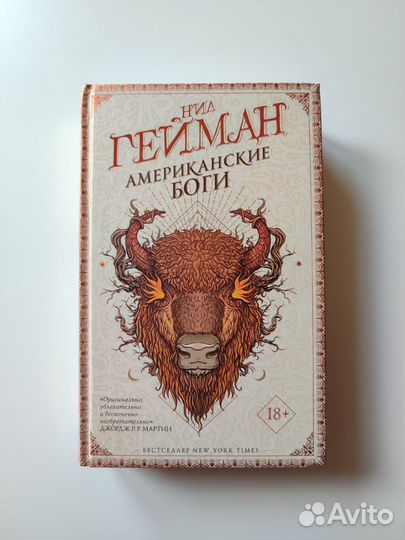 НИЛ
ГЕЙМАН
АМЕРИКАНСКИЕ
БОГИ
«Оригинально,
увлекательно
и бесконечно
изобретательно».
ДЖОРДЖ Р. Р. МАРТИН
18+
БЕСТСЕЛЛЕР NEW YORK TIMES
Avito